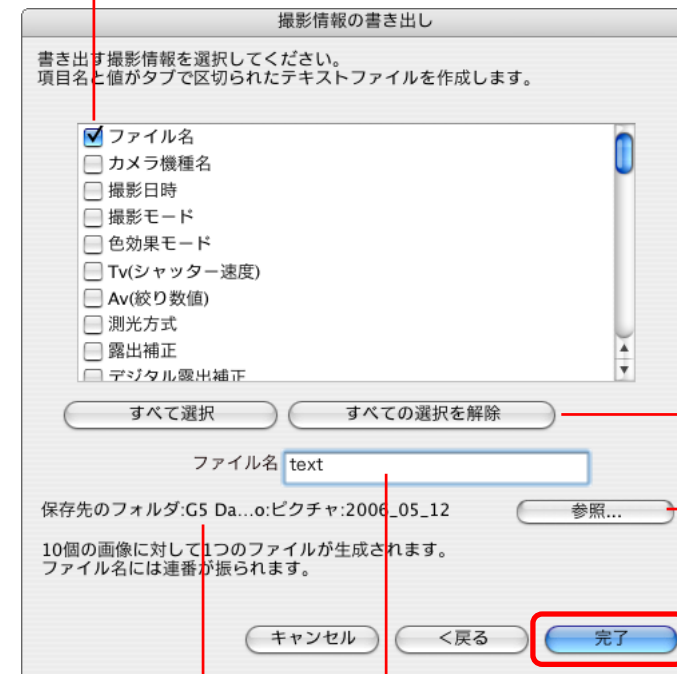 撮影情報の書き出し
書き出す撮影情報を選択してください。
項目名と値がタブで区切られたテキストファイルを作成します。
ファイル名
カメラ機種名
撮影日時
撮影モード
色効果モード
Tv(シャッター速度)
Av(絞り数値)
測光方式
露出補正
デジタル露出補正
すべて選択 すべての選択を解除
ファイル名 text
保存先のフォルダ:G5 Da...o:ピクチャ:2006_05_12 参照...
10個の画像に対して1つのファイルが生成されます。
ファイル名には連番が振られます。
キャンセル <戻る 完了